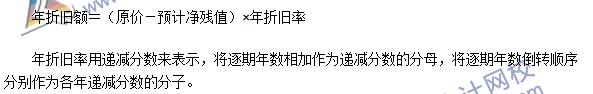 年折旧额＝（原价－预计净残值）×年折旧率
年折旧率用递减分数来表示，将逐期年数相加作为递减分数的分母，将逐期年数倒转顺序
分别作为各年递减分数的分子。
计网校